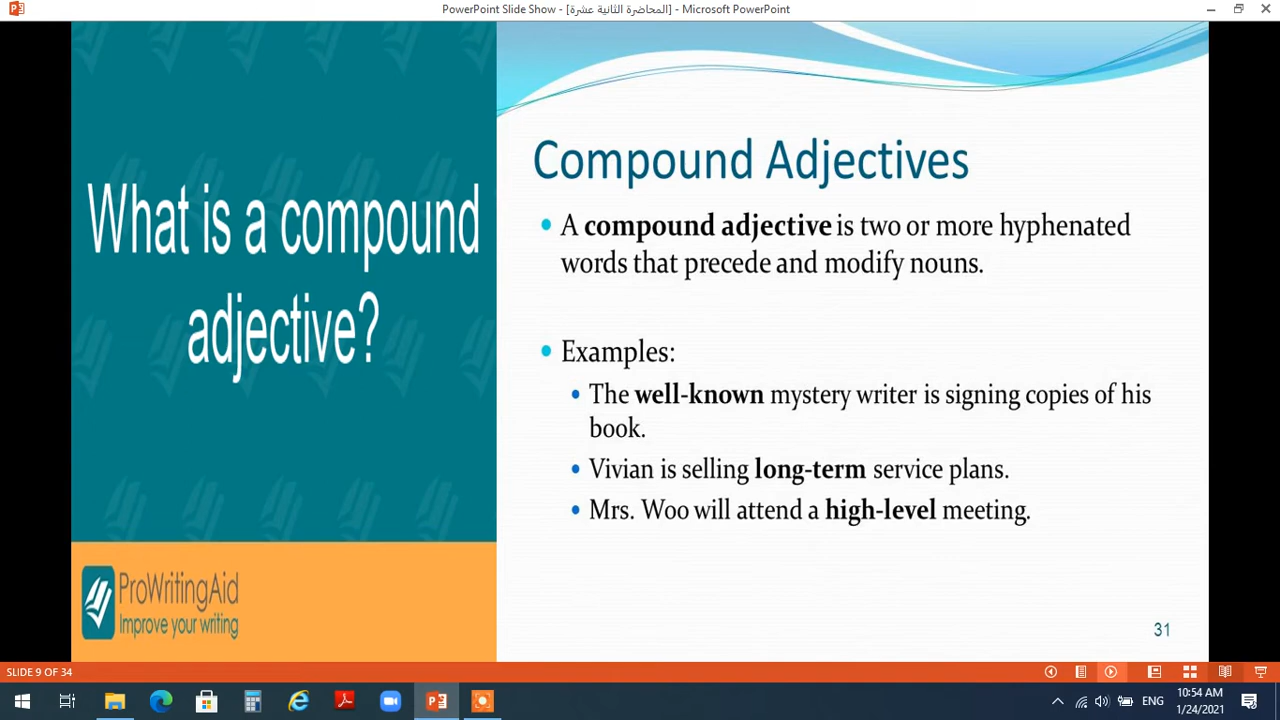 PowerPoint Slide Show - [المحاضرة الثانية عشرة] - Microsoft PowerPoint
What is a compound
adjective?
ProWritingAid
Improve your writing
Compound Adjectives
• A compound adjective is two or more hyphenated
words that precede and modify nouns.
• Examples:
• The well-known mystery writer is signing copies of his
book.
• Vivian is selling long-term service plans.
• Mrs. Woo will attend a high-level meeting.
31
SLIDE 9 OF 34
ENG
10:54 AM
1/24/2021